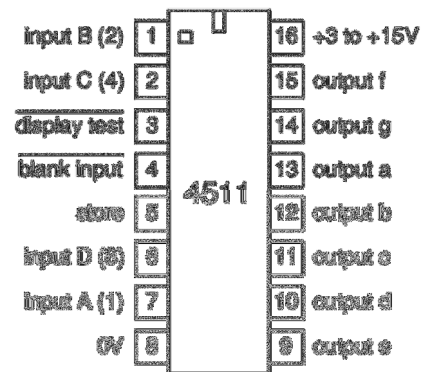 input B (2) 1 16 +3 to +15V
input C (4) 2 15 output f
display test 3 14 output g
blank input 4 13 output a
4511
store 5 12 output b
input D (8) 6 11 output c
input A (1) 7 10 output d
0V 8 9 output e